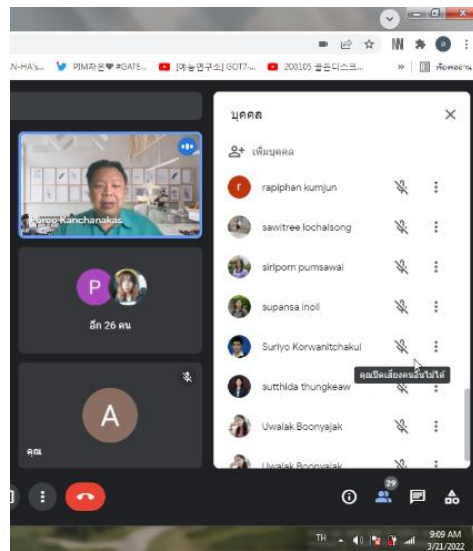 PIMጸ은♥ #GATE...
[예능연구소] GOT7-...
200105 골든디스크...
»
บุคคล
เพิ่มบุคคล
r
rapiphan kumjun
sawitree lochaisong
siriporn pumsawai
supansa inoil
Suriyo Korwanitchakul
คุณปิดเสียงคนอื่นไม่ได้
sutthida thungkeaw
Uwalak Boonyajak
Uwalak Boonyajak
Kanchanakas
P
อีก 26 คน
A
คุณ
29
TH
9:09 AM
3/21/2022